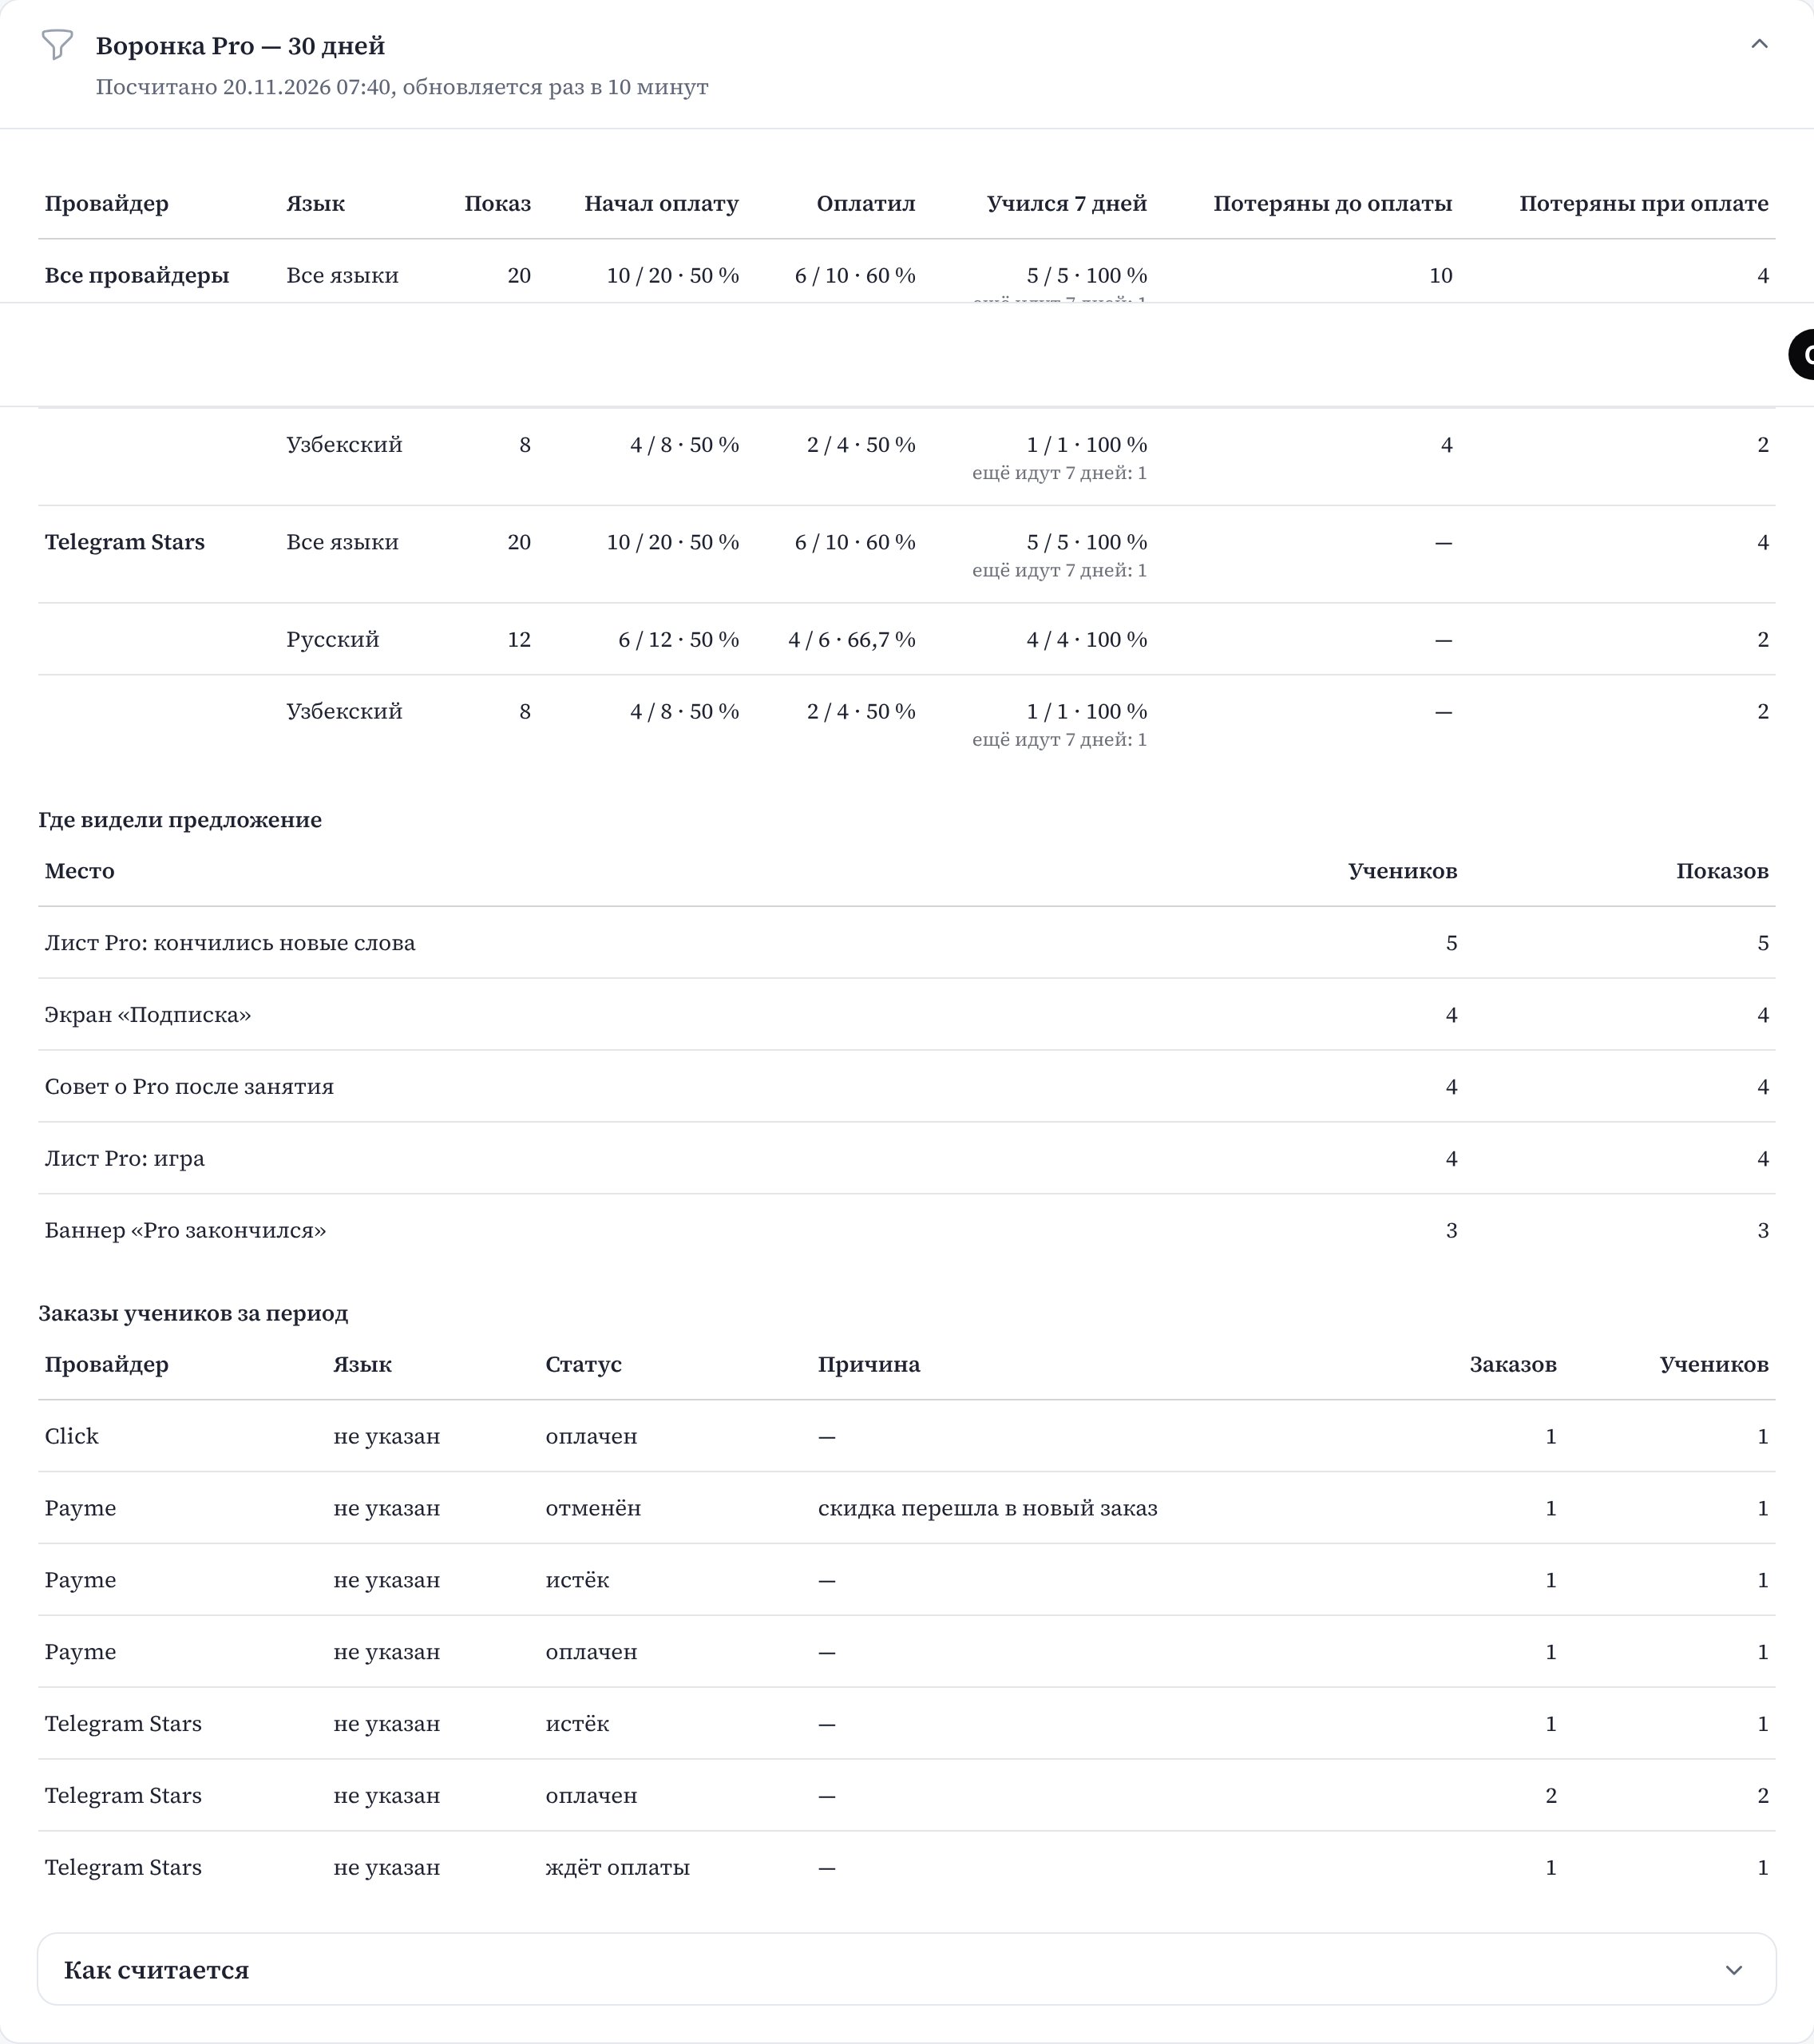 Воронка Pro — 30 дней
Посчитано 20.11.2026 07:40, обновляется раз в 10 минут
Провайдер Язык Показ Начал оплату Оплатил Учился 7 дней Потеряны до оплаты Потеряны при оплате
Все провайдеры Все языки 20 10 / 20 · 50 % 6 / 10 · 60 % 5 / 5 · 100 % 10 4
Узбекский 8 4 / 8 · 50 % 2 / 4 · 50 % 1 / 1 · 100 % 4 2
ещё идут 7 дней: 1
Telegram Stars Все языки 20 10 / 20 · 50 % 6 / 10 · 60 % 5 / 5 · 100 % — 4
ещё идут 7 дней: 1
Русский 12 6 / 12 · 50 % 4 / 6 · 66,7 % 4 / 4 · 100 % — 2
Узбекский 8 4 / 8 · 50 % 2 / 4 · 50 % 1 / 1 · 100 % — 2
ещё идут 7 дней: 1
Где видели предложение
Место Учеников Показов
Лист Pro: кончились новые слова 5 5
Экран «Подписка» 4 4
Совет о Pro после занятия 4 4
Лист Pro: игра 4 4
Баннер «Pro закончился» 3 3
Заказы учеников за период
Провайдер Язык Статус Причина Заказов Учеников
Click не указан оплачен — 1 1
Payme не указан отменён скидка перешла в новый заказ 1 1
Payme не указан истёк — 1 1
Payme не указан оплачен — 1 1
Telegram Stars не указан истёк — 1 1
Telegram Stars не указан оплачен — 2 2
Telegram Stars не указан ждёт оплаты — 1 1
Как считается